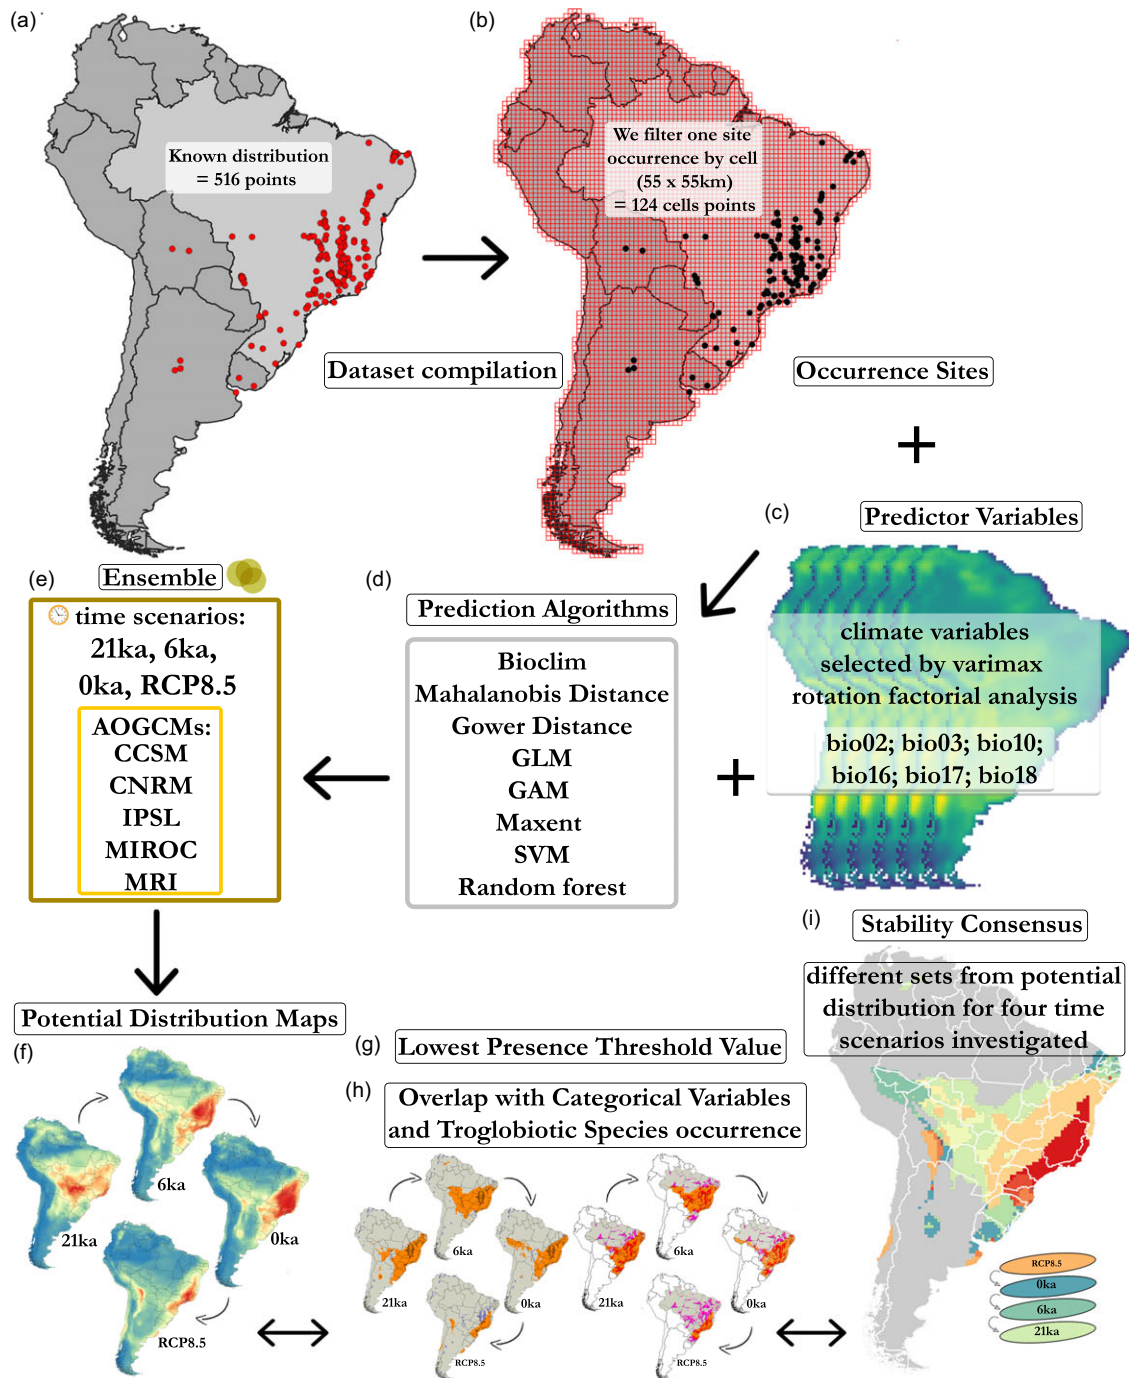 (a)
Known distribution
= 516 points
Dataset compilation
(b)
We filter one site
occurrence by cell
(55 x 55km)
= 124 cells points
Occurrence Sites
+
(c)
Predictor Variables
climate variables
selected by varimax
rotation factorial analysis
bio02; bio03; bio10;
bio16; bio17; bio18
+
(d)
Prediction Algorithms
Bioclim
Mahalanobis Distance
Gower Distance
GLM
GAM
Maxent
SVM
Random forest
(e)
Ensemble
time scenarios:
21ka, 6ka,
0ka, RCP8.5
AOGCMs:
CCSM
CNRM
IPSL
MIROC
MRI
Potential Distribution Maps
(f)
6ka
21ka
0ka
RCP8.5
(g)
Lowest Presence Threshold Value
(h)
Overlap with Categorical Variables
and Troglobiotic Species occurrence
6ka
21ka
0ka
RCP8.5
6ka
21ka
0ka
RCP8.5
(i)
Stability Consensus
different sets from potential
distribution for four time
scenarios investigated
RCP8.5
0ka
6ka
21ka